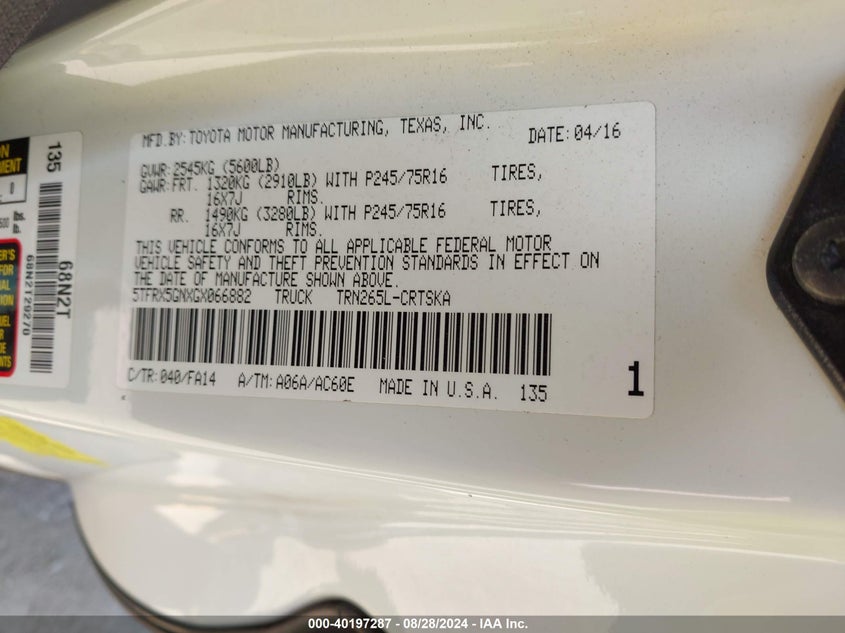 MFD.BY:TOYOTA MOTOR MANUFACTURING, TEXAS, INC. DATE:04/16
GVWR:2545KG (5600LB)
GAWR:FRT. 1320KG (2910LB) WITH P245/75R16 TIRES,
16X7J RIMS.
RR. 1490KG (3280LB) WITH P245/75R16 TIRES,
16X7J RIMS.
THIS VEHICLE CONFORMS TO ALL APPLICABLE FEDERAL MOTOR
VEHICLE SAFETY AND THEFT PREVENTION STANDARDS IN EFFECT ON
THE DATE OF MANUFACTURE SHOWN ABOVE.
5TFRX5GNXGX066882 TRUCK TRN265L-CRTSKA
C/TR:040/FA14 A/TM:A06A/AC60E MADE IN U.S.A. 135
1
135
68N2T
68N2T29270
000-40197287 - 08/28/2024 - IAA Inc.